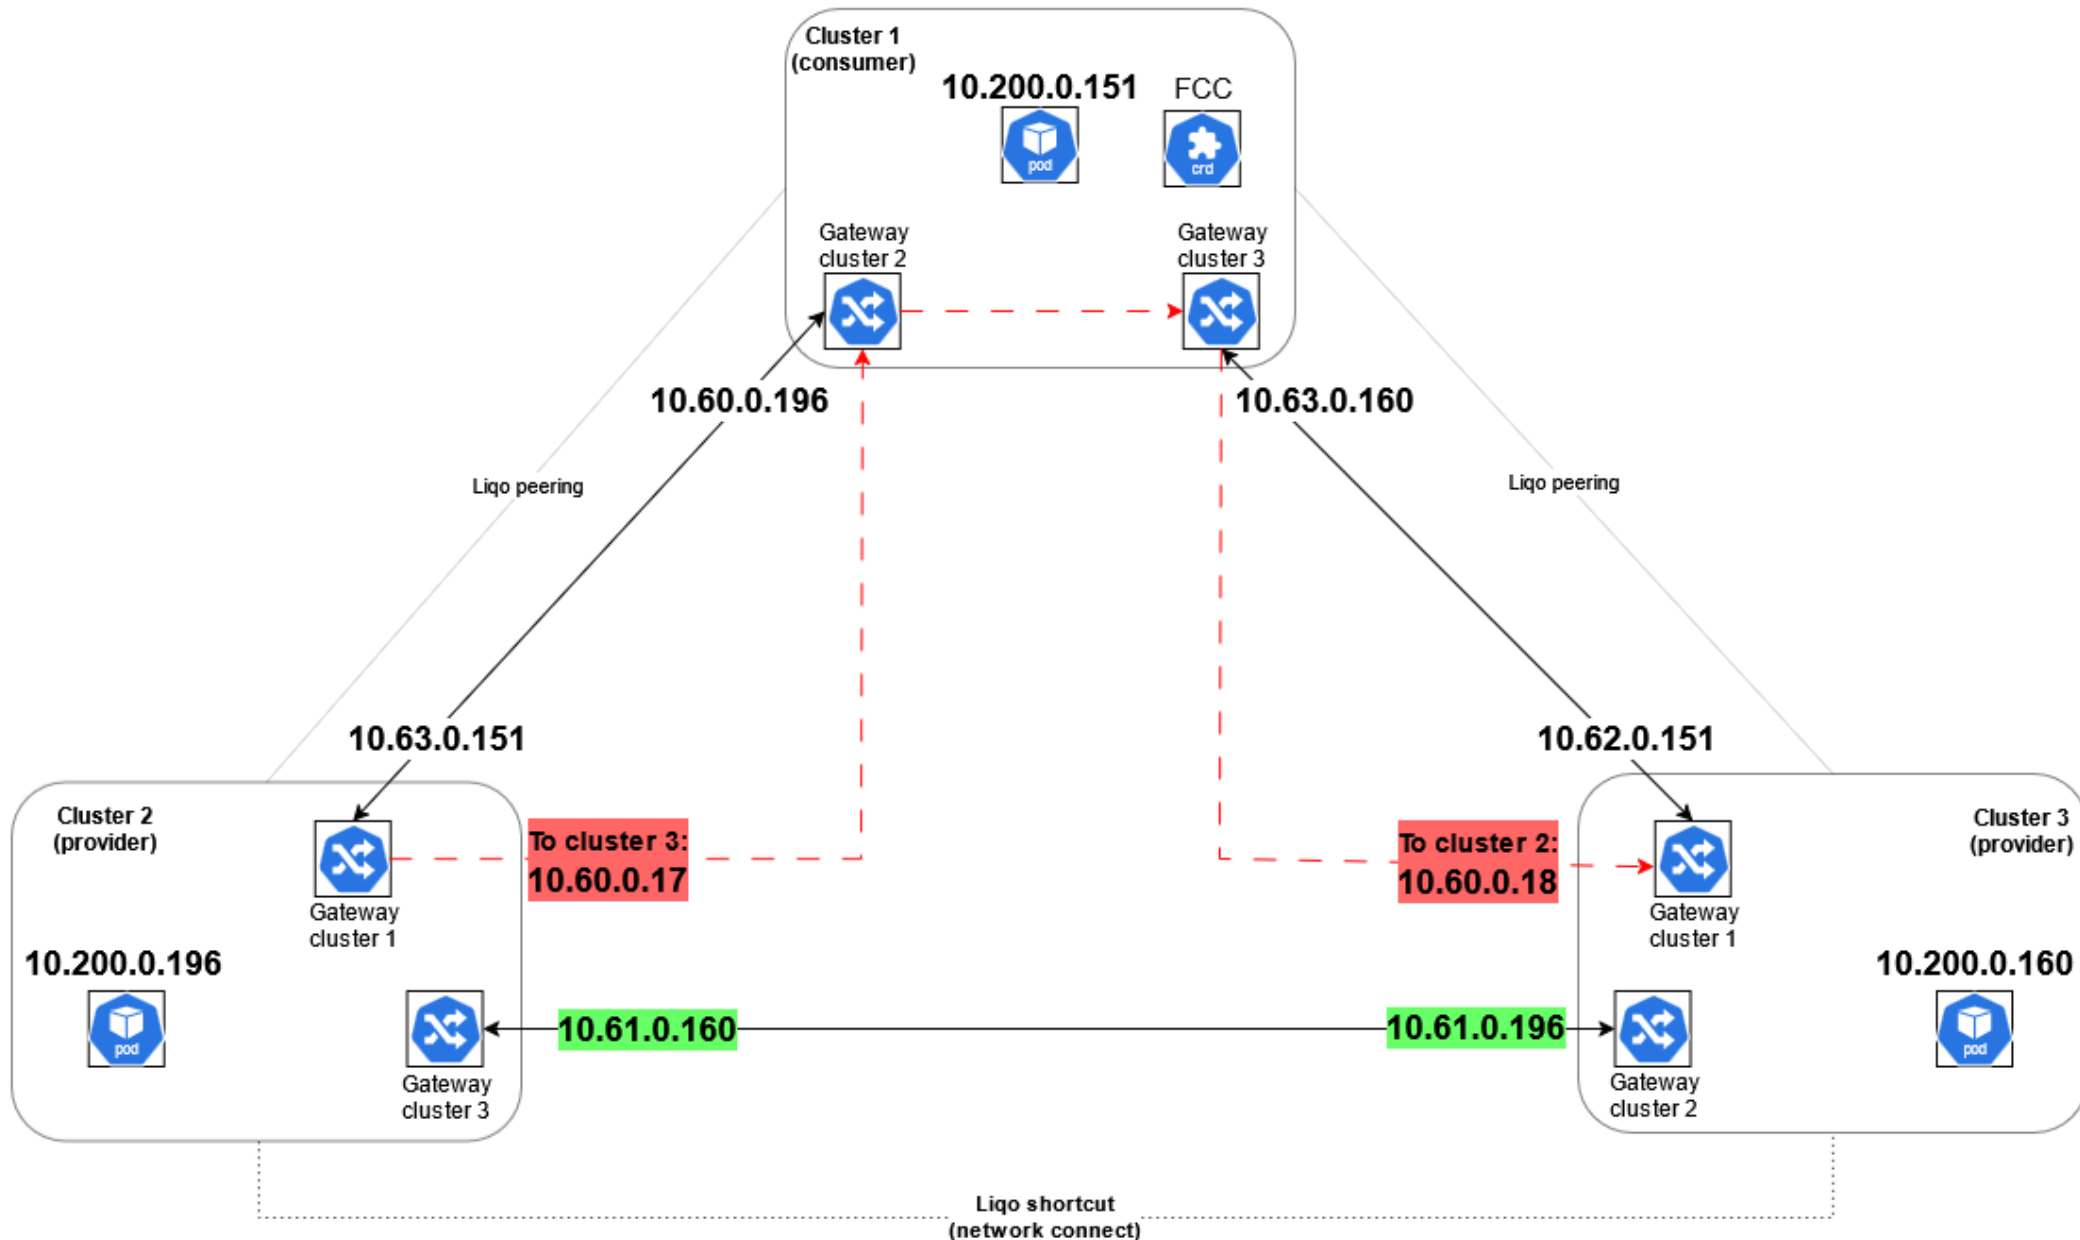 Cluster 1
(consumer)
10.200.0.151
FCC
pod
crd
Gateway
cluster 2
Gateway
cluster 3
10.60.0.196
10.63.0.160
Liqo peering
Liqo peering
10.63.0.151
10.62.0.151
Cluster 2
(provider)
To cluster 3:
10.60.0.17
Gateway
cluster 1
10.200.0.196
pod
Gateway
cluster 3
10.61.0.160
10.61.0.196
Cluster 3
(provider)
To cluster 2:
10.60.0.18
Gateway
cluster 1
10.200.0.160
pod
Gateway
cluster 2
Liqo shortcut
(network connect)